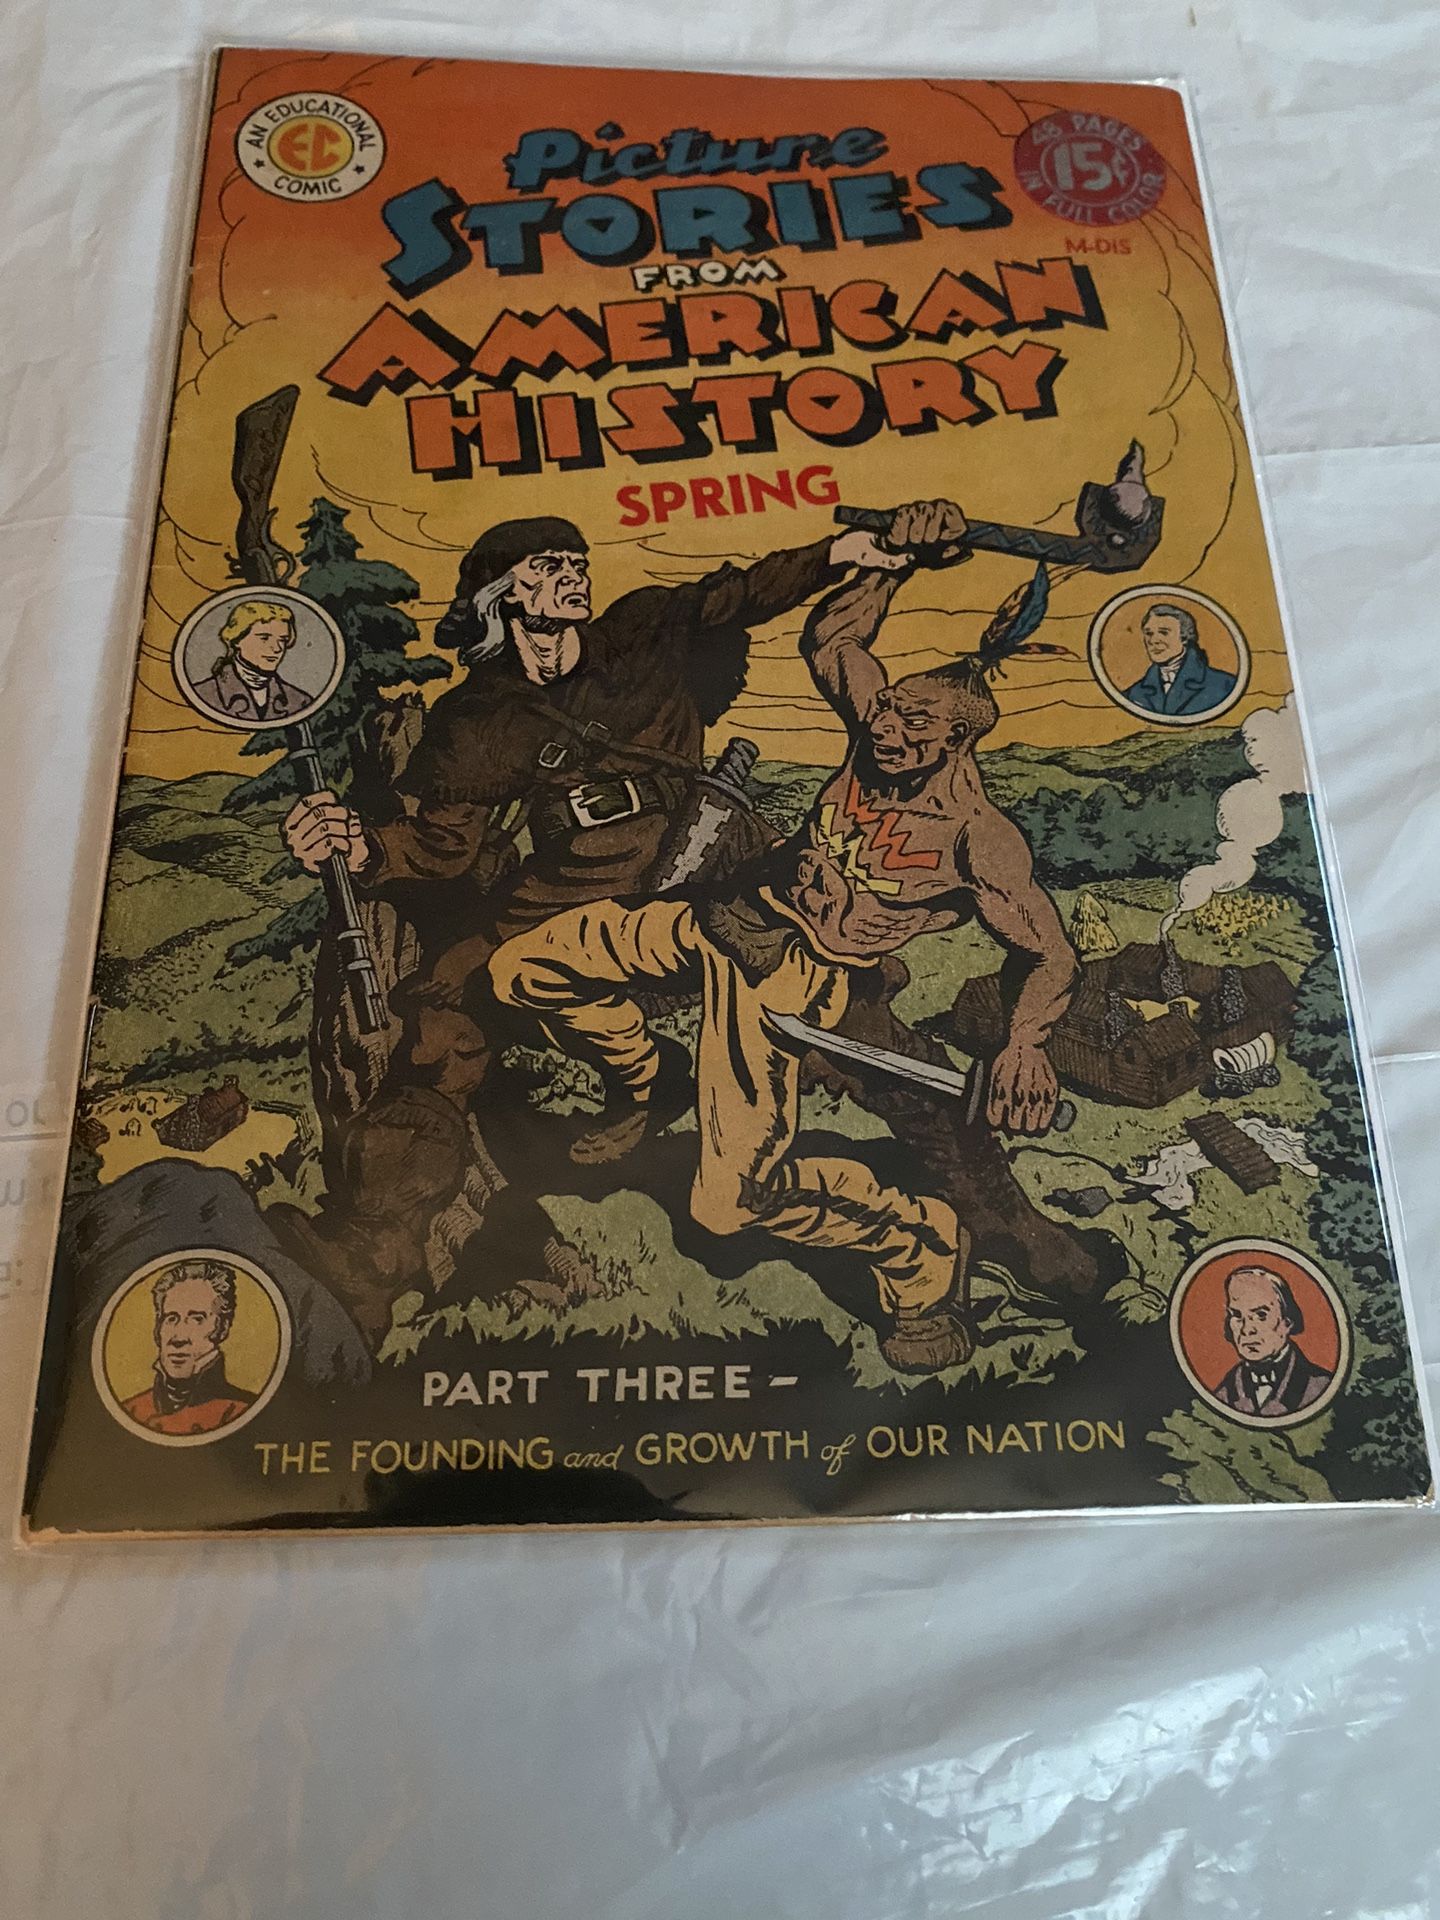 AN EDUCATIONAL
EC
COMIC
48 PAGES
15¢
IN FULL COLOR
M-DIS
Picture
STORIES
FROM
AMERICAN
HISTORY
SPRING
PART THREE –
THE FOUNDING and GROWTH of OUR NATION